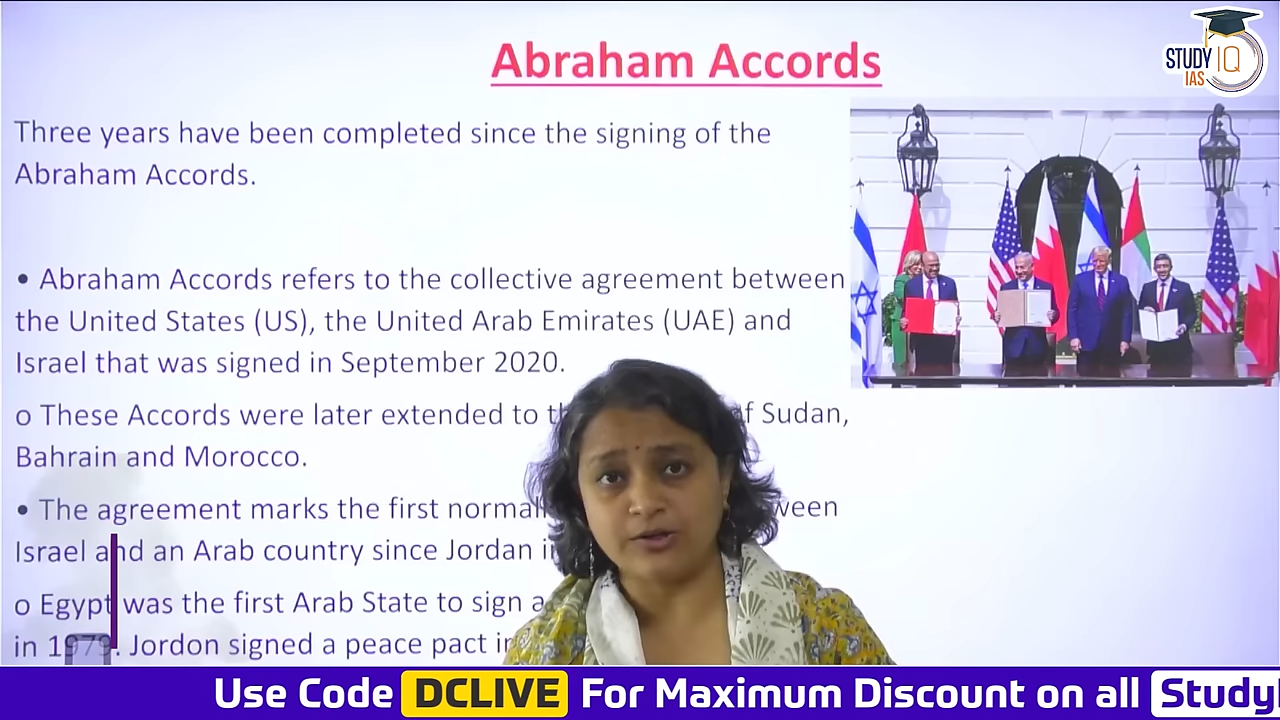 Abraham Accords
STUDY IQ
IAS
Three years have been completed since the signing of the
Abraham Accords.
• Abraham Accords refers to the collective agreement between
the United States (US), the United Arab Emirates (UAE) and
Israel that was signed in September 2020.
o These Accords were later extended to of Sudan,
Bahrain and Morocco.
• The agreement marks the first
Israel and an Arab country since Jordan
o Egypt was the first Arab State to sign a
in 1979. Jordon signed a peace pact
Use Code DCLIVE For Maximum Discount on all Study